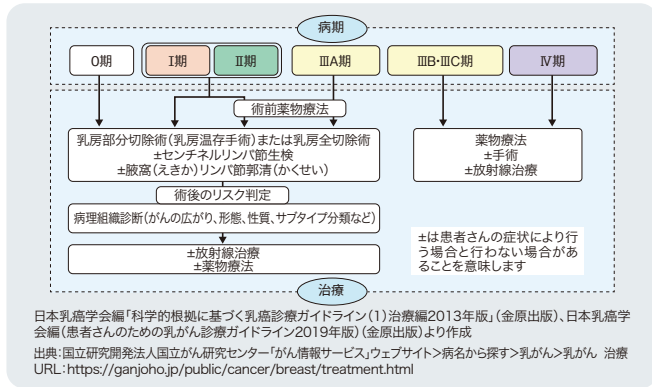 病期
0期
Ⅰ期
Ⅱ期
ⅢA期
ⅢB・ⅢC期
Ⅳ期
術前薬物療法
乳房部分切除術(乳房温存手術)または乳房全切除術
±センチネルリンパ節生検
±腋窩(えきか)リンパ節郭清(かくせい)
薬物療法
±手術
±放射線治療
術後のリスク判定
病理組織診断(がんの広がり、形態、性質、サブタイプ分類など)
±放射線治療
±薬物療法
±は患者さんの症状により行
う場合と行わない場合があ
ることを意味します
治療
日本乳癌学会編「科学的根拠に基づく乳癌診療ガイドライン(1)治療編2013年版」(金原出版)、日本乳癌学
会編(患者さんのための乳がん診療ガイドライン2019年版)(金原出版)より作成
出典:国立研究開発法人国立がん研究センター「がん情報サービス」ウェブサイト>病名から探す>乳がん>乳がん 治療
URL:https://ganjoho.jp/public/cancer/breast/treatment.html